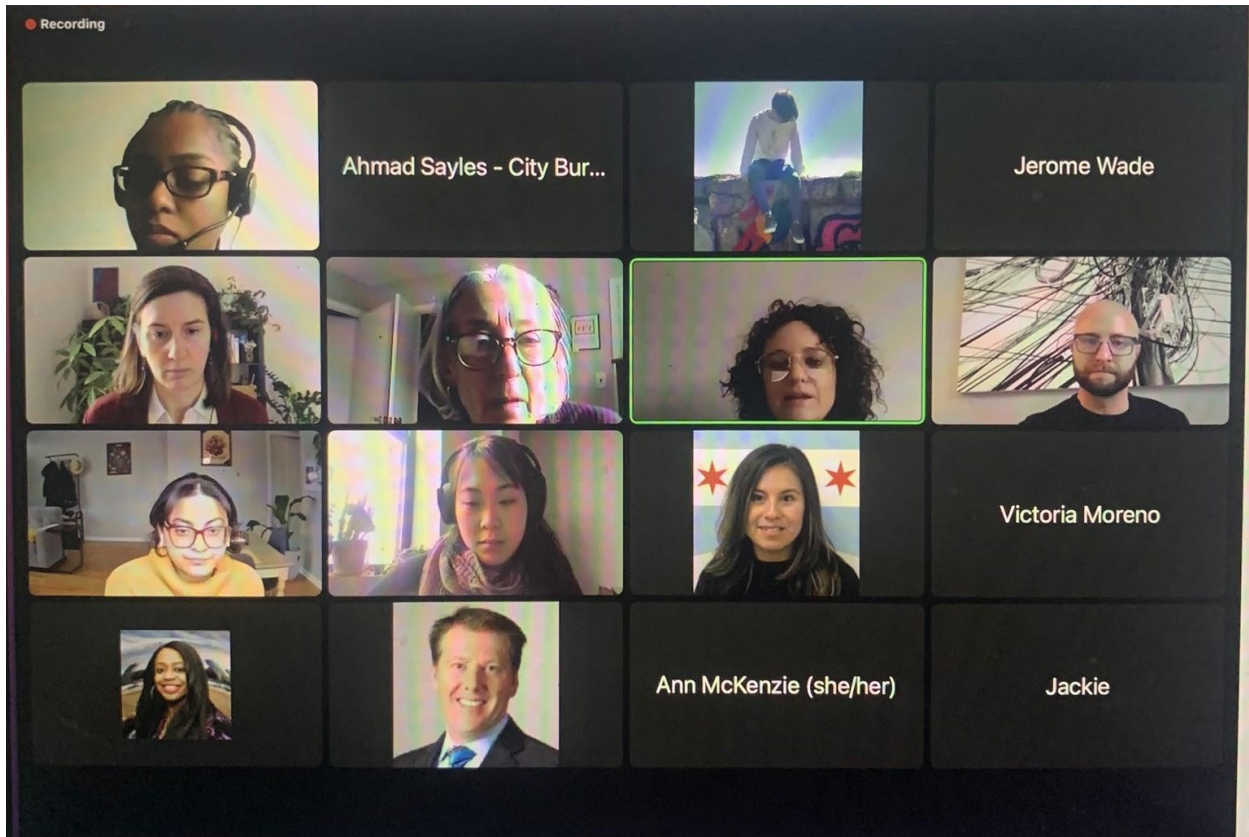 Recording
Ahmad Sayles - City Bur...
Jerome Wade
Victoria Moreno
Ann McKenzie (she/her)
Jackie